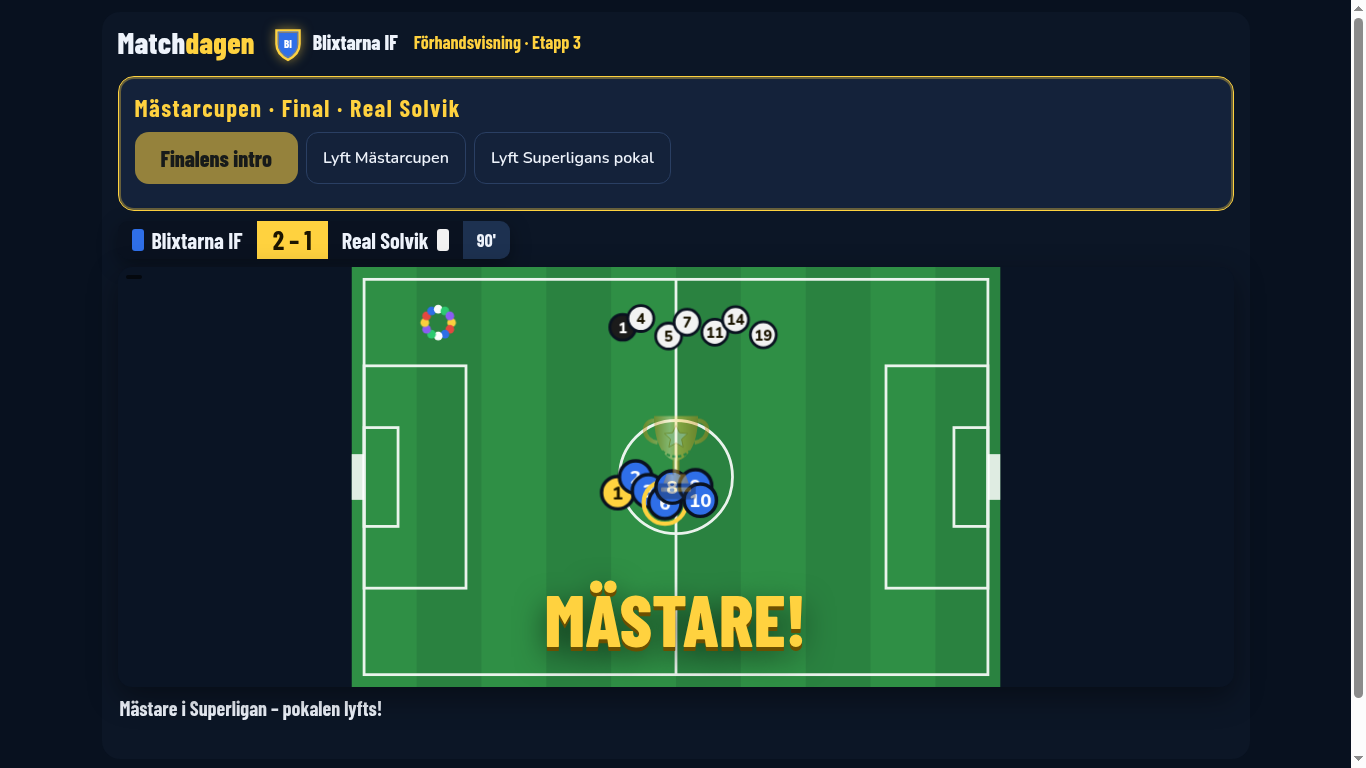 Matchdagen BI Blixtarna IF Förhandsvisning · Etapp 3
Mästarcupen · Final · Real Solvik
Finalens intro Lyft Mästarcupen Lyft Superligans pokal
Blixtarna IF 2 – 1 Real Solvik 90'
1 4 5 7 11 14 19
1 8 6 10
MÄSTARE!
Mästare i Superligan – pokalen lyfts!